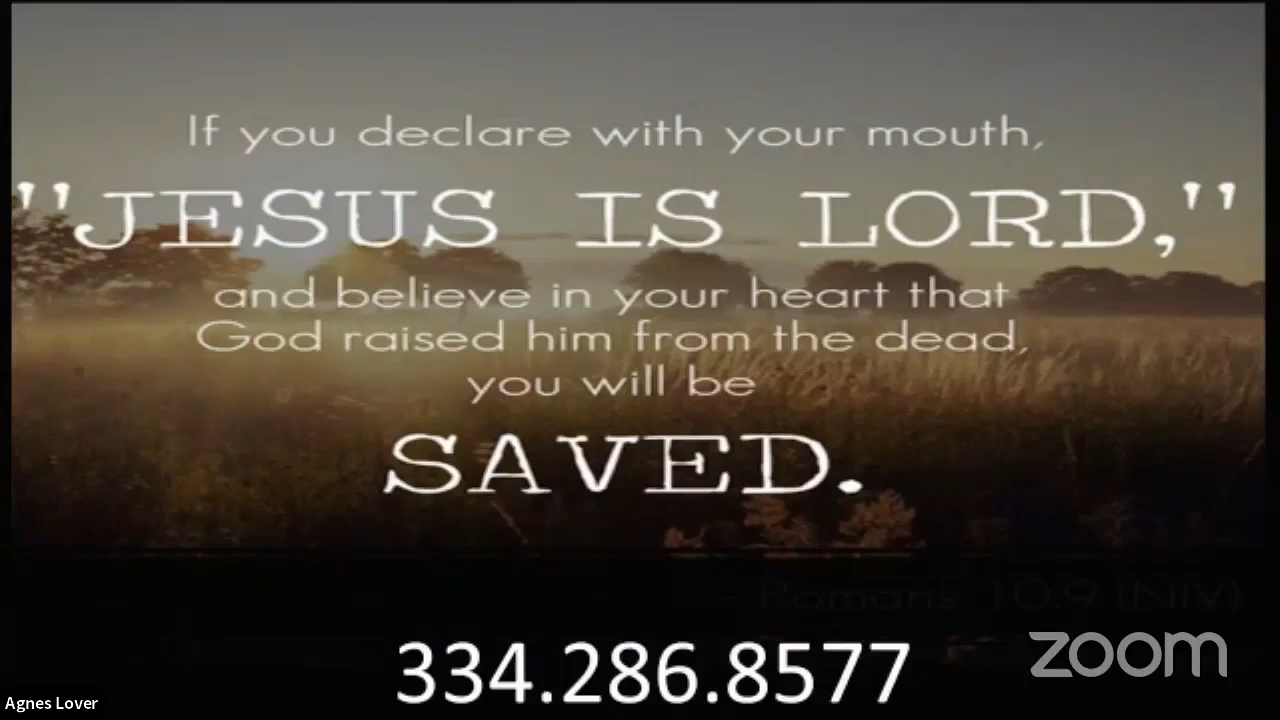 If you declare with your mouth,
"JESUS IS LORD,"
and believe in your heart that
God raised him from the dead,
you will be
SAVED.
- Romans 10:9 (NIV)
334.286.8577
zoom
Agnes Lover